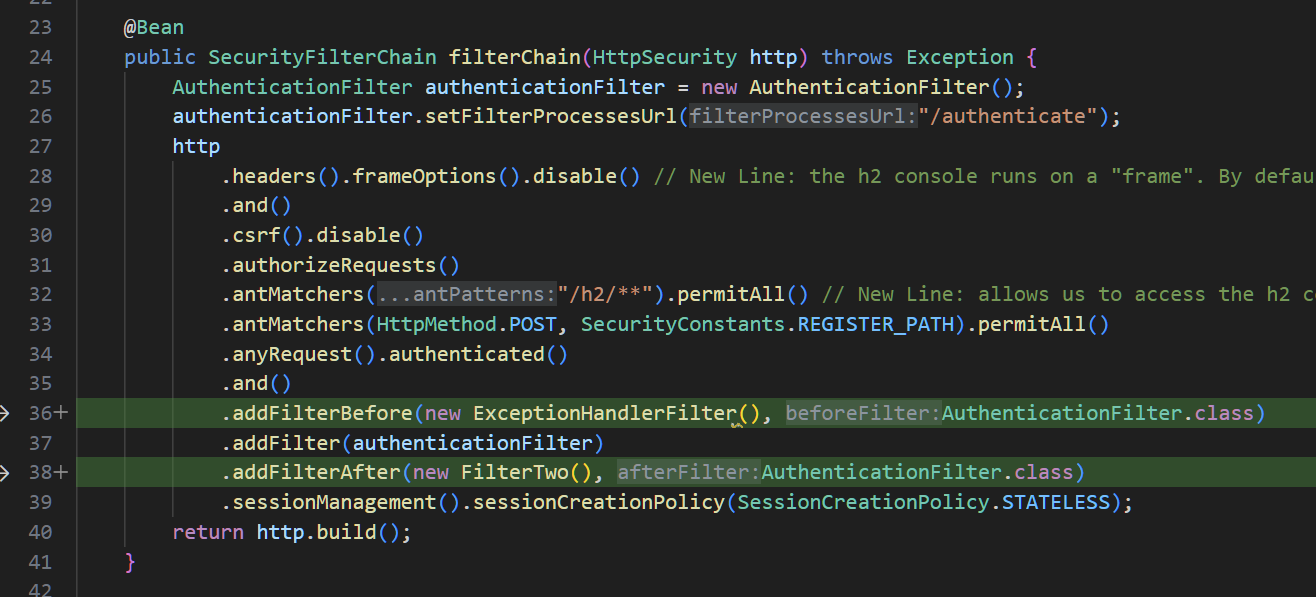 22
23 @Bean
24 public SecurityFilterChain filterChain(HttpSecurity http) throws Exception {
25 AuthenticationFilter authenticationFilter = new AuthenticationFilter();
26 authenticationFilter.setFilterProcessesUrl(filterProcessesUrl:"/authenticate");
27 http
28 .headers().frameOptions().disable() // New Line: the h2 console runs on a "frame". By defau
29 .and()
30 .csrf().disable()
31 .authorizeRequests()
32 .antMatchers(...antPatterns:"/h2/**").permitAll() // New Line: allows us to access the h2 c
33 .antMatchers(HttpMethod.POST, SecurityConstants.REGISTER_PATH).permitAll()
34 .anyRequest().authenticated()
35 .and()
36+ .addFilterBefore(new ExceptionHandlerFilter(), beforeFilter:AuthenticationFilter.class)
37 .addFilter(authenticationFilter)
38+ .addFilterAfter(new FilterTwo(), afterFilter:AuthenticationFilter.class)
39 .sessionManagement().sessionCreationPolicy(SessionCreationPolicy.STATELESS);
40 return http.build();
41 }
42